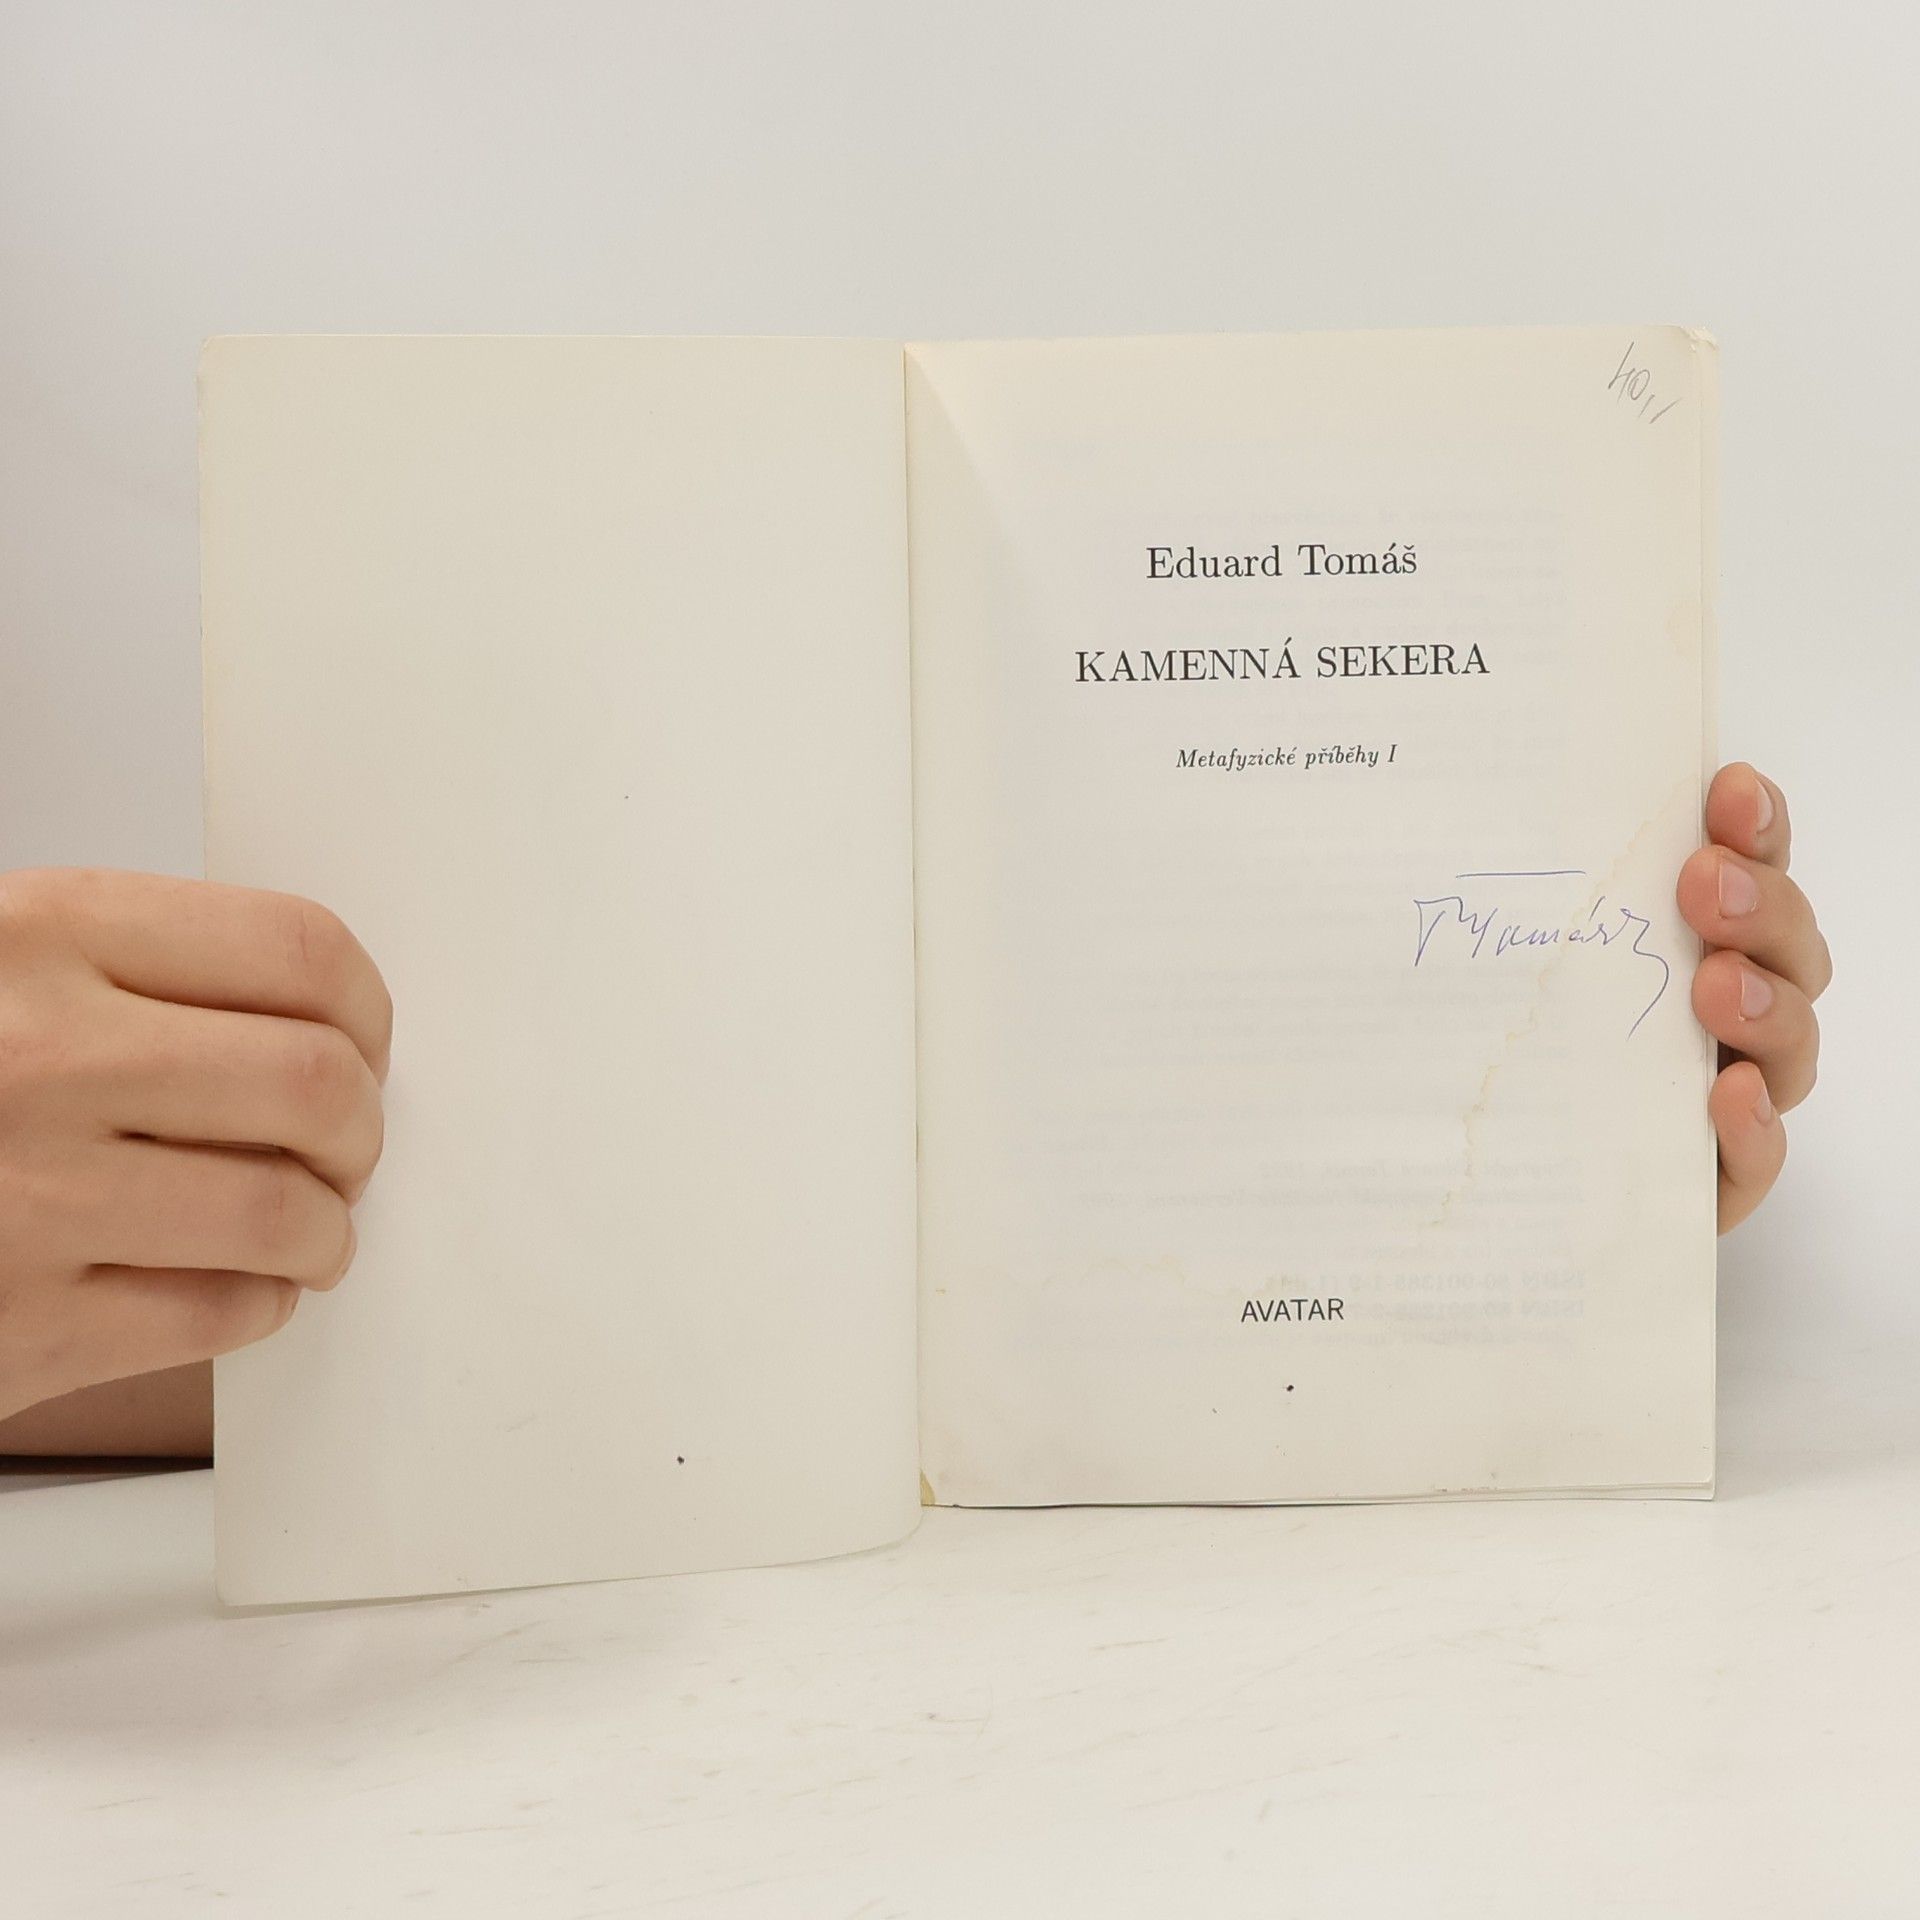 40,-
Eduard Tomáš
KAMENNÁ SEKERA
Metafyzické příběhy I
AVATAR